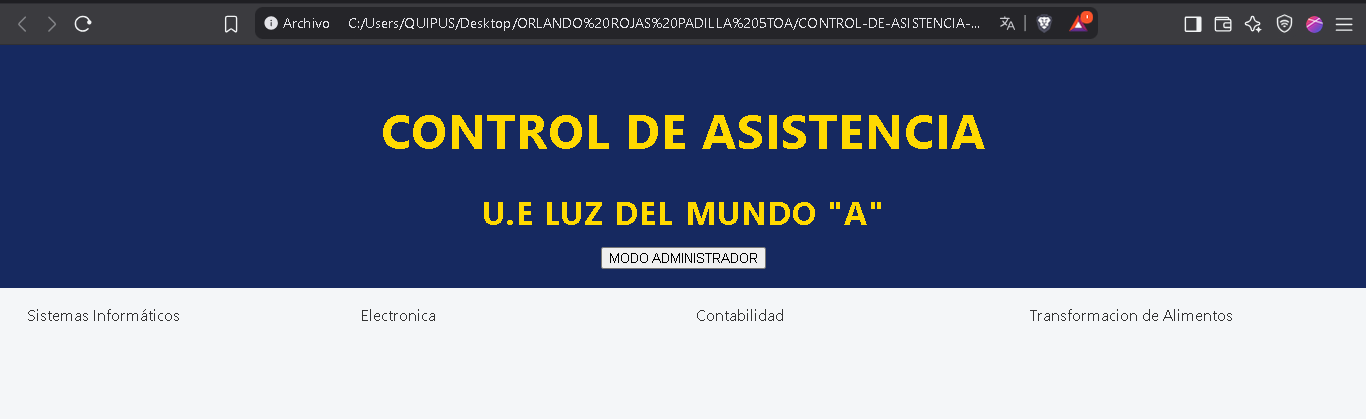 Archivo C:/Users/QUIPUS/Desktop/ORLANDO%20ROJAS%20PADILLA%205TOA/CONTROL-DE-ASISTENCIA-...
CONTROL DE ASISTENCIA
U.E LUZ DEL MUNDO "A"
MODO ADMINISTRADOR
Sistemas Informáticos Electronica Contabilidad Transformacion de Alimentos